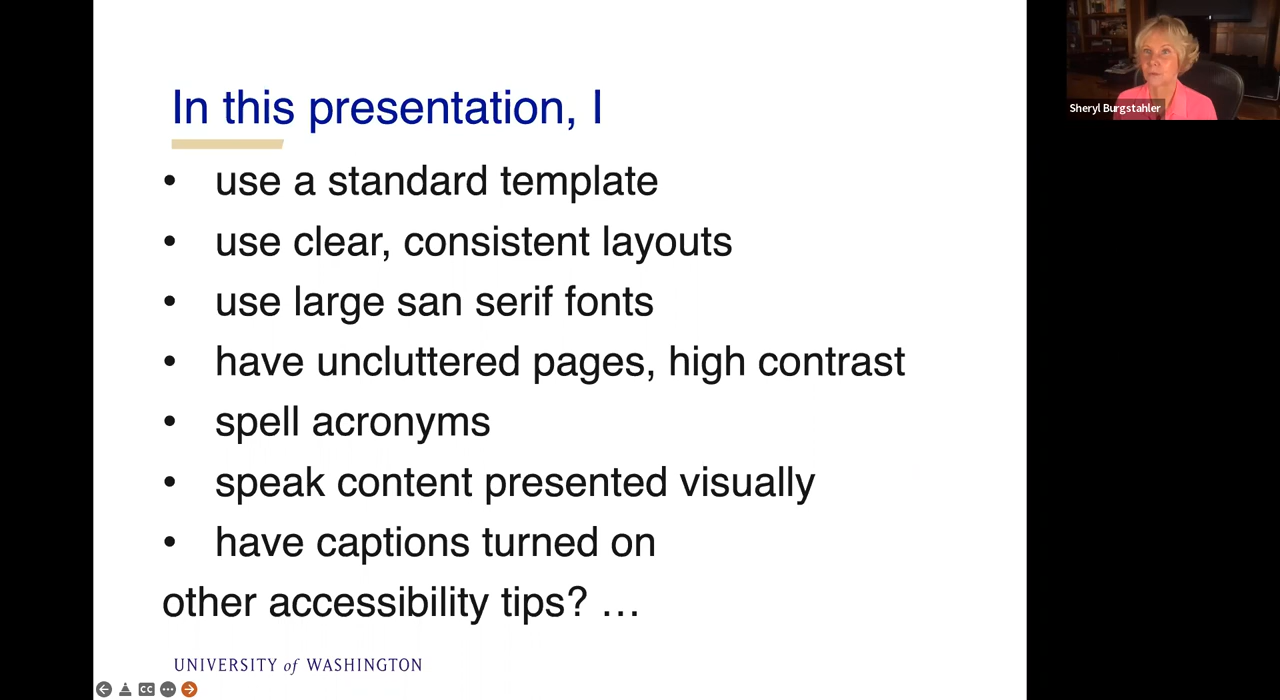 In this presentation, I
• use a standard template
• use clear, consistent layouts
• use large san serif fonts
• have uncluttered pages, high contrast
• spell acronyms
• speak content presented visually
• have captions turned on
other accessibility tips? …
UNIVERSITY of WASHINGTON
CC
Sheryl Burgstahler